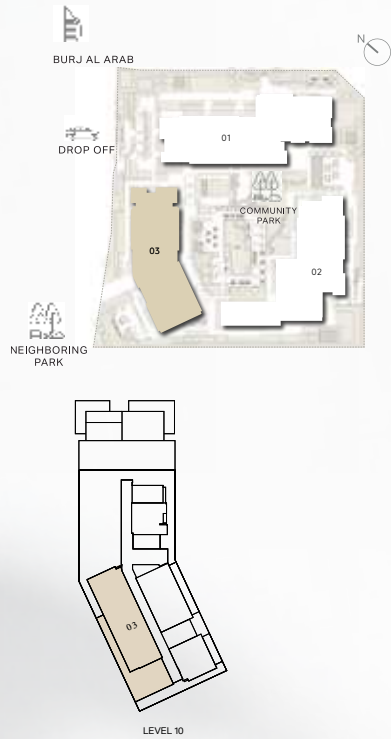 N
BURJ AL ARAB
DROP OFF
01
COMMUNITY
PARK
03
02
NEIGHBORING
PARK
03
LEVEL 10